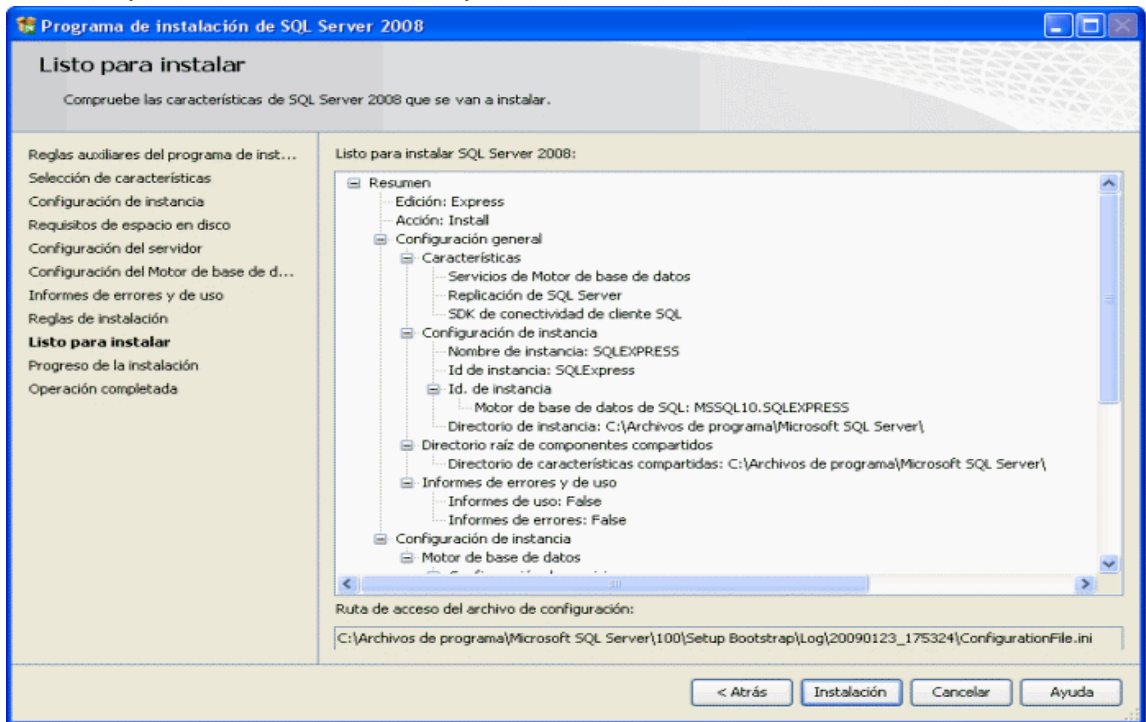 Programa de instalación de SQL Server 2008
Listo para instalar
Compruebe las características de SQL Server 2008 que se van a instalar.
Reglas auxiliares del programa de inst...
Selección de características
Configuración de instancia
Requisitos de espacio en disco
Configuración del servidor
Configuración del Motor de base de d...
Informes de errores y de uso
Reglas de instalación
Listo para instalar
Progreso de la instalación
Operación completada
Listo para instalar SQL Server 2008:
Resumen
Edición: Express
Acción: Install
Configuración general
Características
Servicios de Motor de base de datos
Replicación de SQL Server
SDK de conectividad de cliente SQL
Configuración de instancia
Nombre de instancia: SQLEXPRESS
Id de instancia: SQLExpress
Id. de instancia
Motor de base de datos de SQL: MSSQL10.SQLEXPRESS
Directorio de instancia: C:\Archivos de programa\Microsoft SQL Server\
Directorio raíz de componentes compartidos
Directorio de características compartidas: C:\Archivos de programa\Microsoft SQL Server\
Informes de errores y de uso
Informes de uso: False
Informes de errores: False
Configuración de instancia
Motor de base de datos
Ruta de acceso del archivo de configuración:
C:\Archivos de programa\Microsoft SQL Server\100\Setup Bootstrap\Log\20090123_175324\ConfigurationFile.ini
< Atrás
Instalación
Cancelar
Ayuda